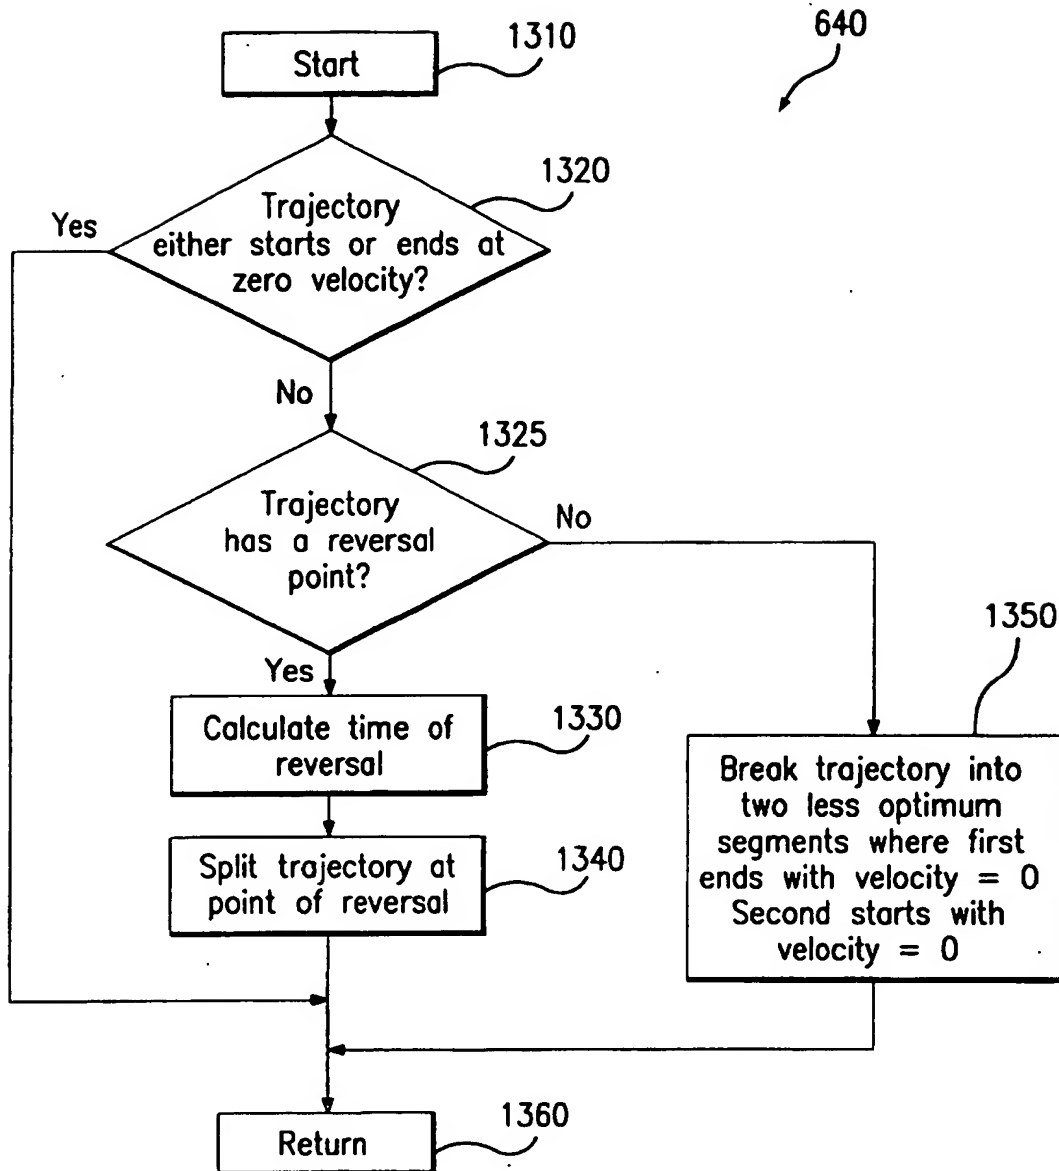 640
1310
Start
1320
Trajectory
either starts or ends at
zero velocity?
Yes
No
1325
Trajectory
has a reversal
point?
No
Yes
1330
Calculate time of
reversal
1340
Split trajectory at
point of reversal
1350
Break trajectory into
two less optimum
segments where first
ends with velocity = 0
Second starts with
velocity = 0
1360
Return